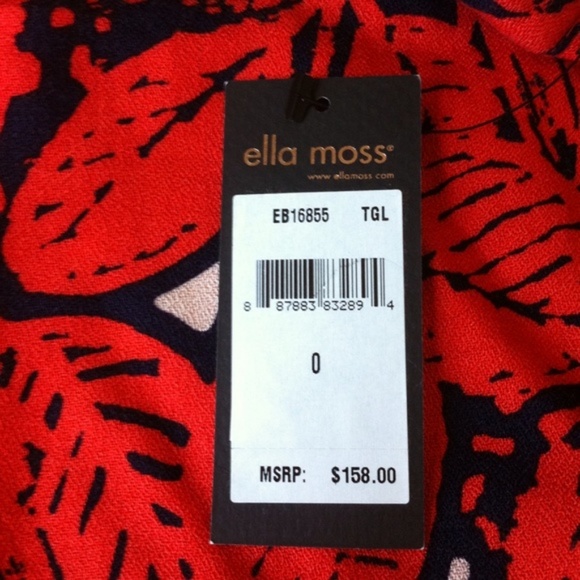 ella moss®
www.ellamoss.com
EB16855 TGL
8 87883 83289 4
0
MSRP: $158.00